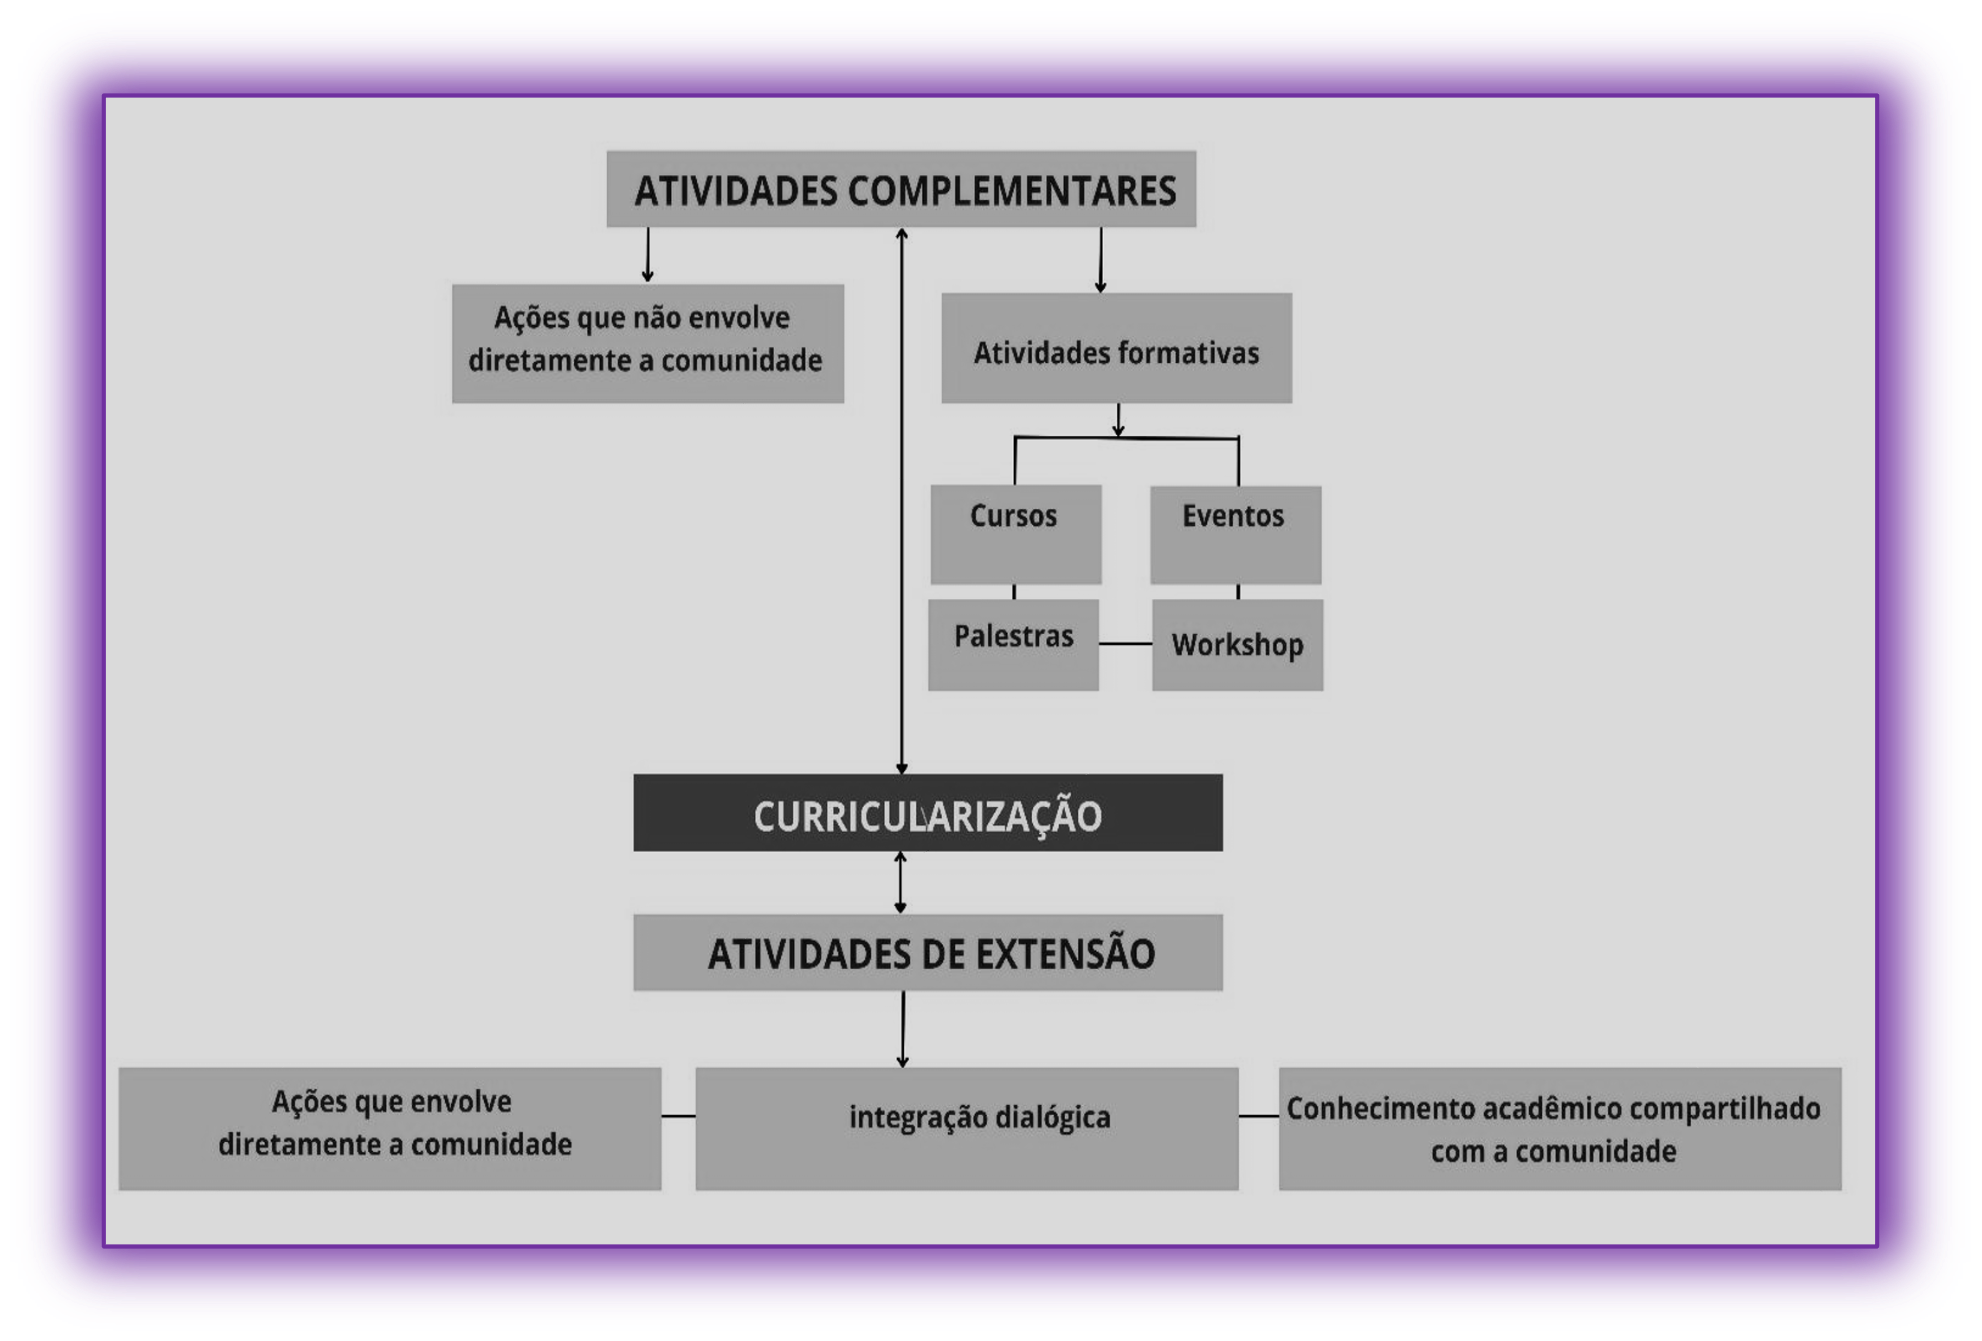 ATIVIDADES COMPLEMENTARES
Ações que não envolve
diretamente a comunidade
Atividades formativas
Cursos
Eventos
Palestras
Workshop
CURRICULARIZAÇÃO
ATIVIDADES DE EXTENSÃO
Ações que envolve
diretamente a comunidade
integração dialógica
Conhecimento acadêmico compartilhado
com a comunidade